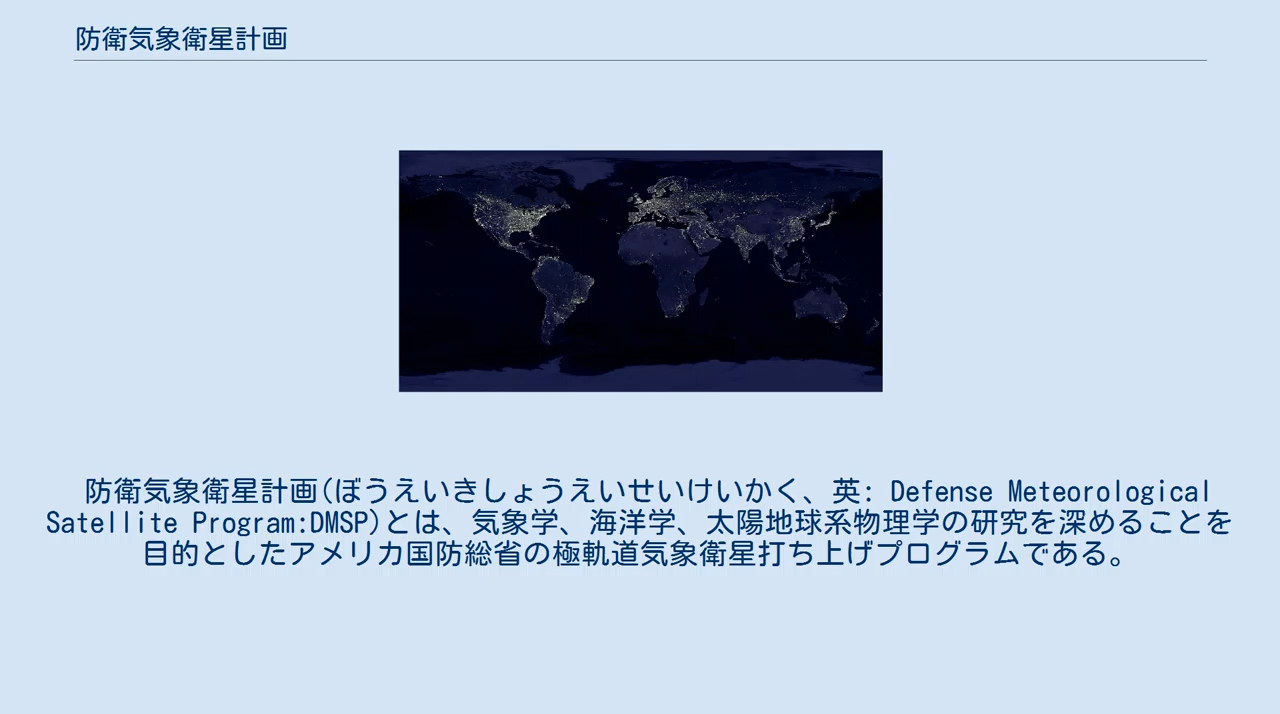 防衛気象衛星計画
防衛気象衛星計画(ぼうえいきしょうえいせいけいかく、英: Defense Meteorological
Satellite Program:DMSP)とは、気象学、海洋学、太陽地球系物理学の研究を深めることを
目的としたアメリカ国防総省の極軌道気象衛星打ち上げプログラムである。